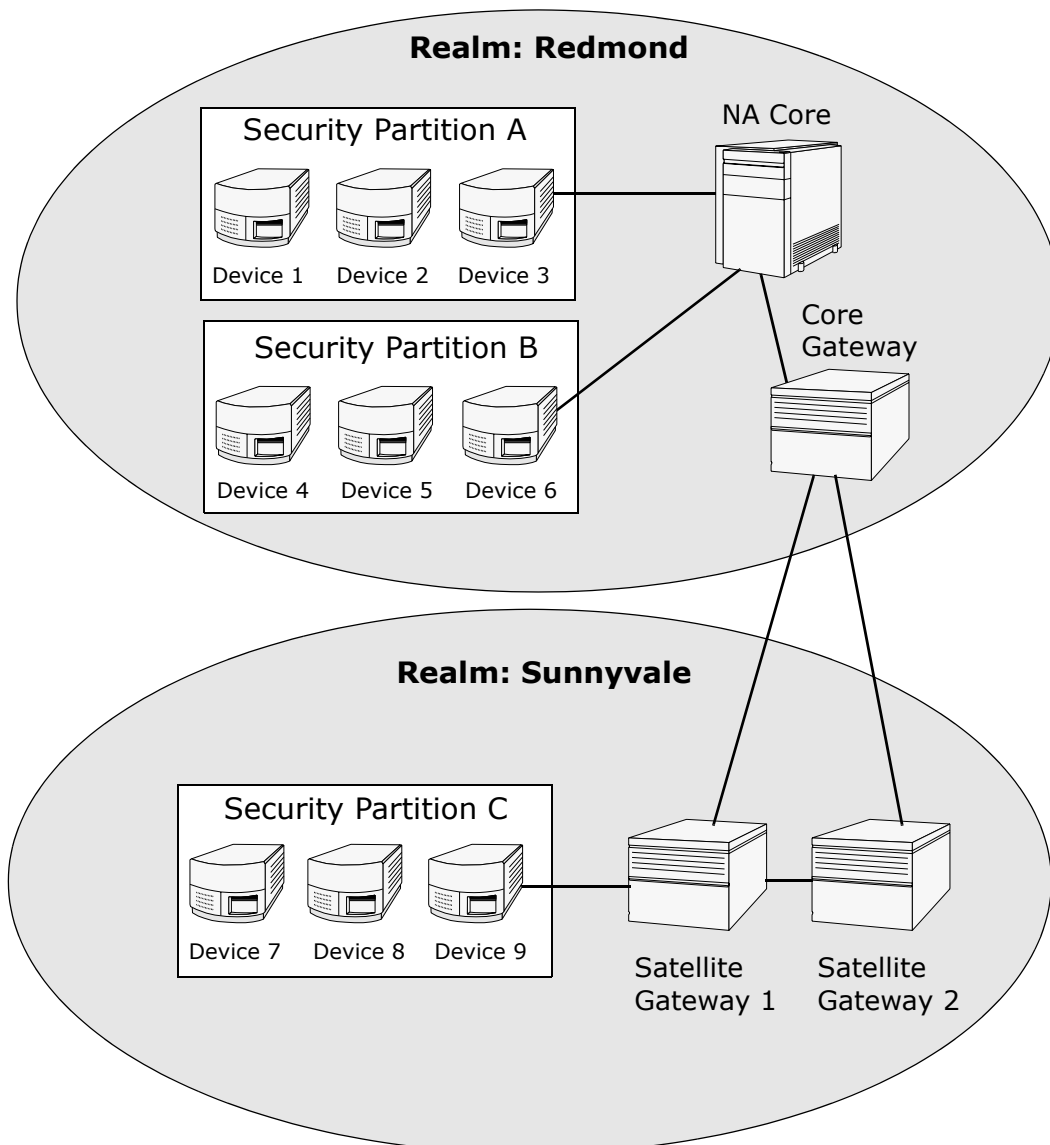 Realm: Redmond
Security Partition A
Device 1
Device 2
Device 3
NA Core
Security Partition B
Device 4
Device 5
Device 6
Core
Gateway
Realm: Sunnyvale
Security Partition C
Device 7
Device 8
Device 9
Satellite
Gateway 1
Satellite
Gateway 2